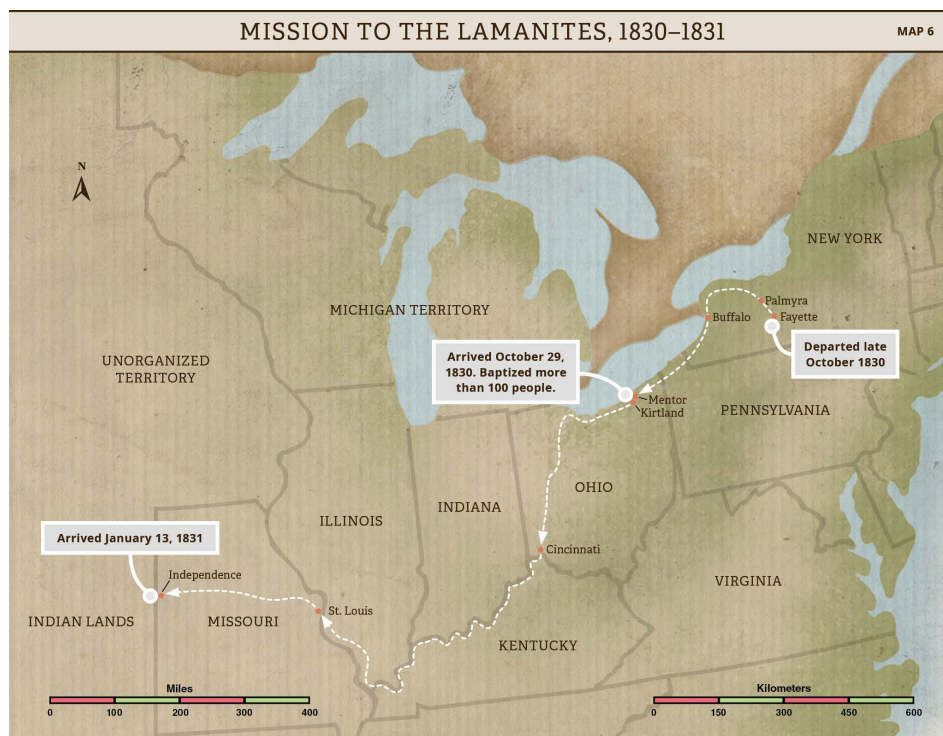 MISSION TO THE LAMANITES, 1830–1831
MAP 6
N
NEW YORK
Palmyra
Fayette
Buffalo
MICHIGAN TERRITORY
Departed late
October 1830
Arrived October 29,
1830. Baptized more
than 100 people.
UNORGANIZED
TERRITORY
Mentor
Kirtland
PENNSYLVANIA
OHIO
INDIANA
ILLINOIS
Arrived January 13, 1831
Cincinnati
Independence
VIRGINIA
St. Louis
INDIAN LANDS
MISSOURI
KENTUCKY
Miles
0 100 200 300 400
Kilometers
0 150 300 450 600